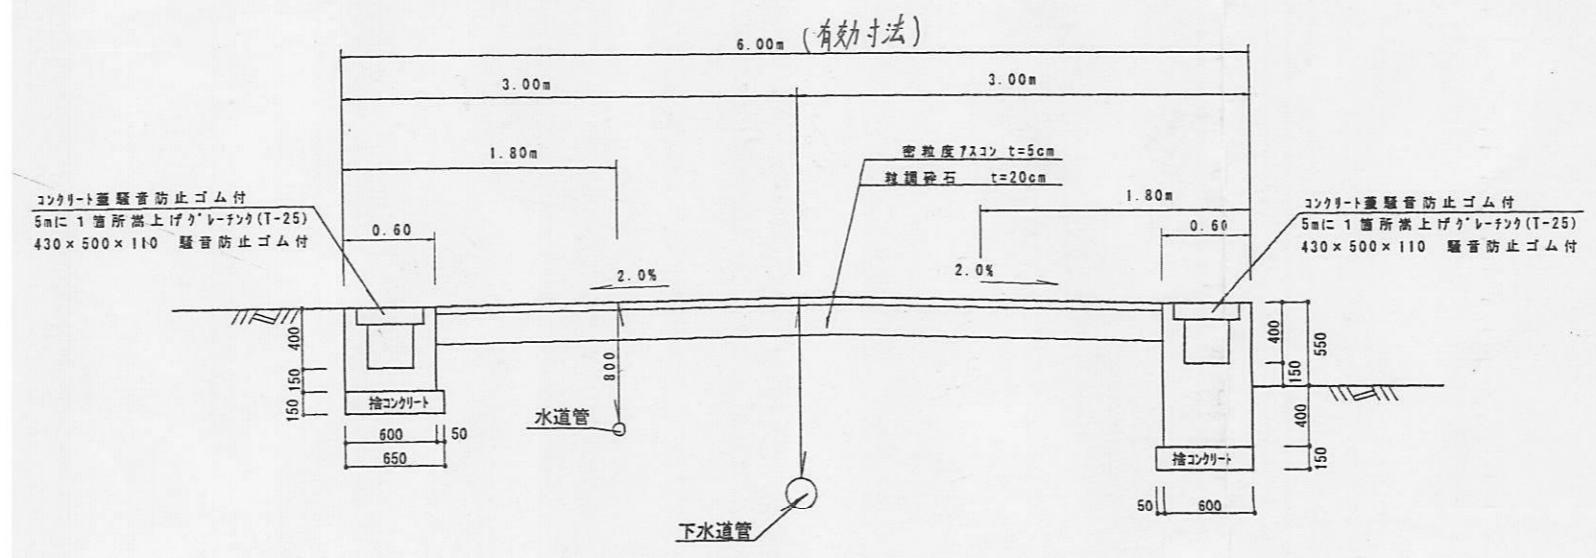 6.00m (有効寸法)
3.00m
3.00m
1.80m
密粒度アスコン t=5cm
粒調砕石 t=20cm
1.80m
コンクリート蓋騒音防止ゴム付
5mに1箇所嵩上げグレーチング(T-25)
430×500×110 騒音防止ゴム付
0.60
0.60
コンクリート蓋騒音防止ゴム付
5mに1箇所嵩上げグレーチング(T-25)
430×500×110 騒音防止ゴム付
2.0%
2.0%
400
150
150
捨コンクリート
600
50
650
800
水道管
下水道管
400
150
550
400
150
捨コンクリート
50
600